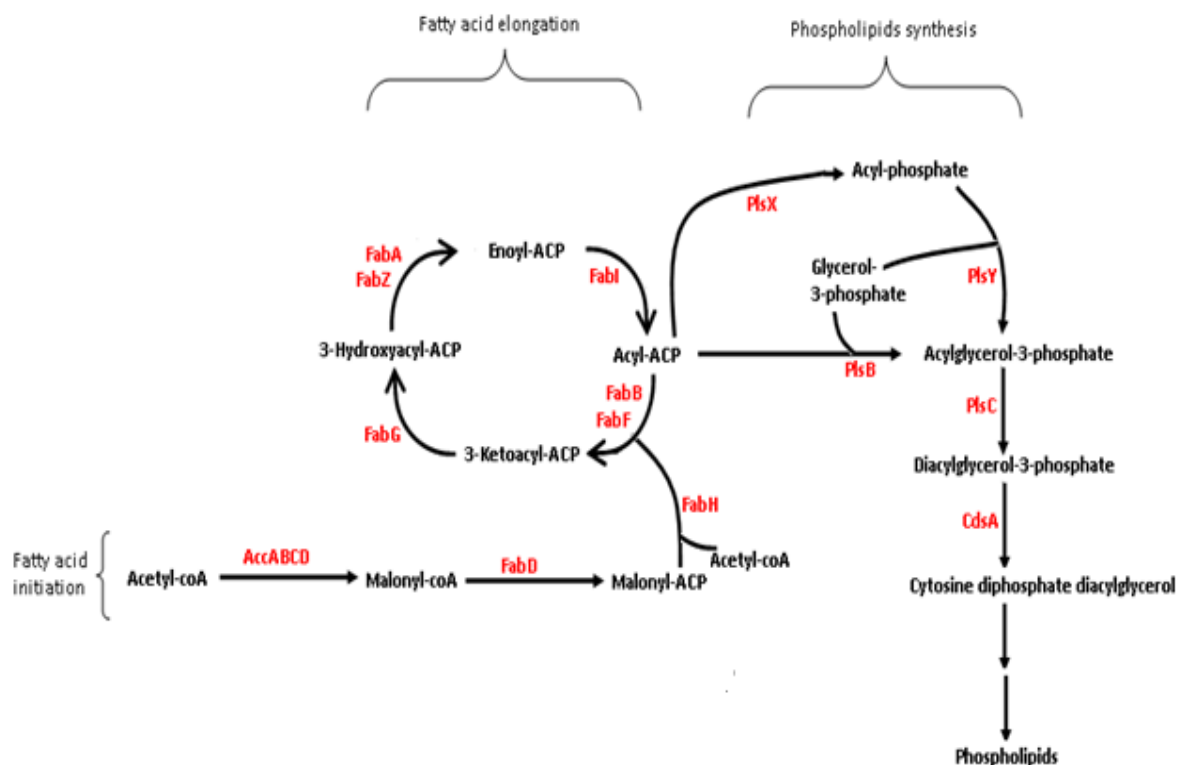 Fatty acid elongation
Phospholipids synthesis
Acyl-phosphate
PlsX
FabA
FabZ
Enoyl-ACP
FabI
Glycerol-
3-phosphate
PlsY
3-Hydroxyacyl-ACP
Acyl-ACP
PlsB
Acylglycerol-3-phosphate
FabB
FabF
PlsC
FabG
3-Ketoacyl-ACP
Diacylglycerol-3-phosphate
FabH
CdsA
Fatty acid
initiation
Acetyl-coA
AccABCD
Malonyl-coA
FabD
Malonyl-ACP
Acetyl-coA
Cytosine diphosphate diacylglycerol
Phospholipids